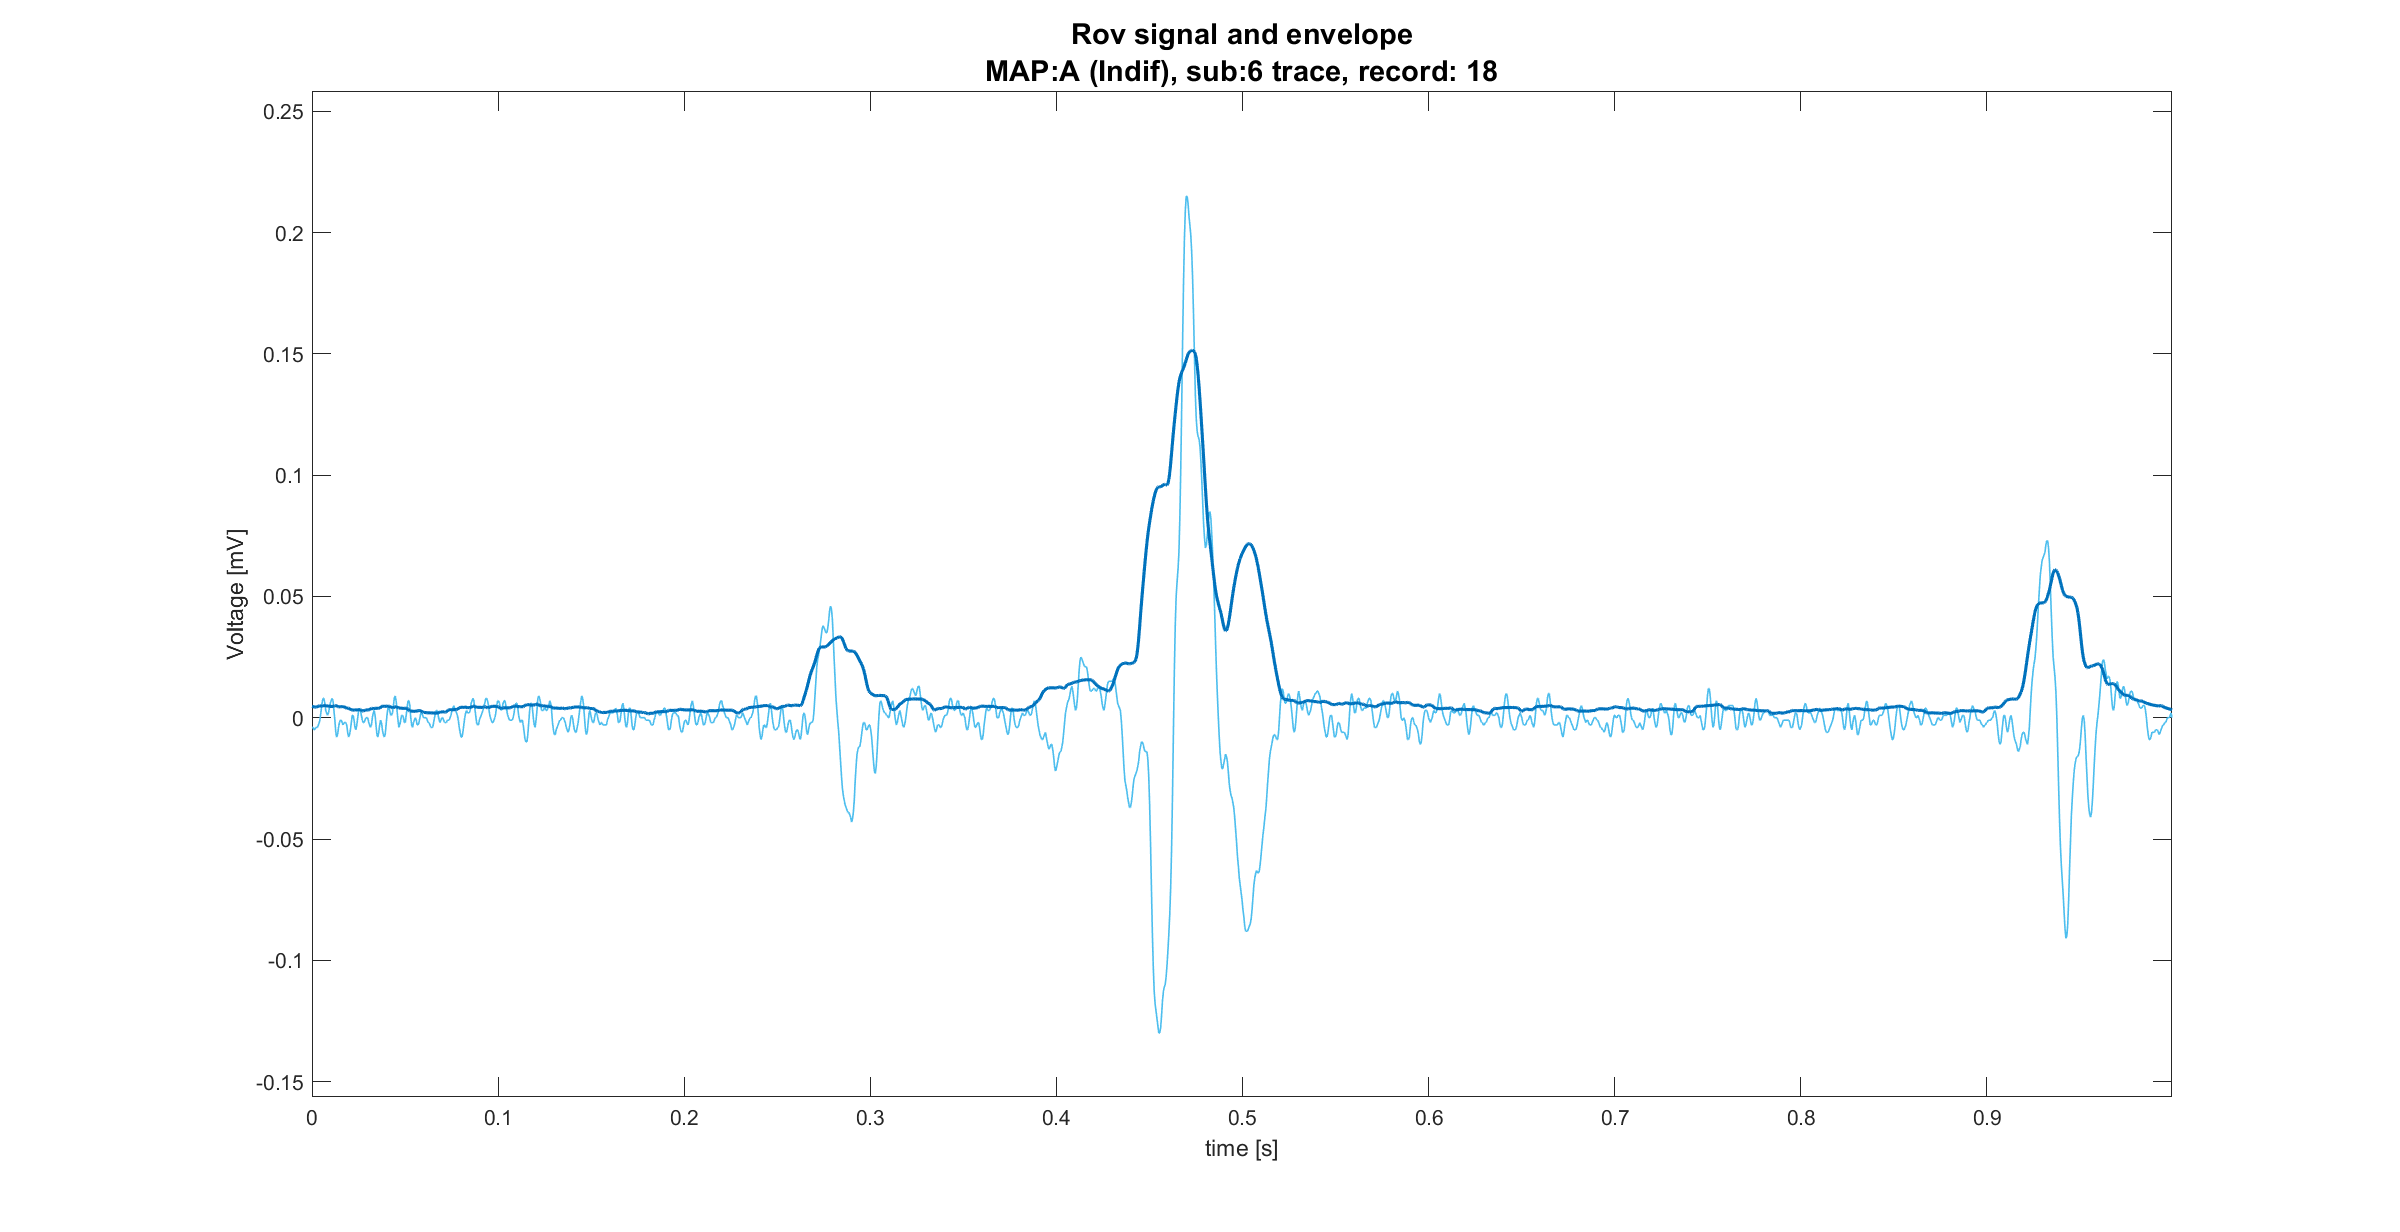 Rov signal and envelope
MAP:A (Indif), sub:6 trace, record: 18
0.25
0.2
0.15
0.1
0.05
0
-0.05
-0.1
-0.15
Voltage [mV]
0 0.1 0.2 0.3 0.4 0.5 0.6 0.7 0.8 0.9
time [s]